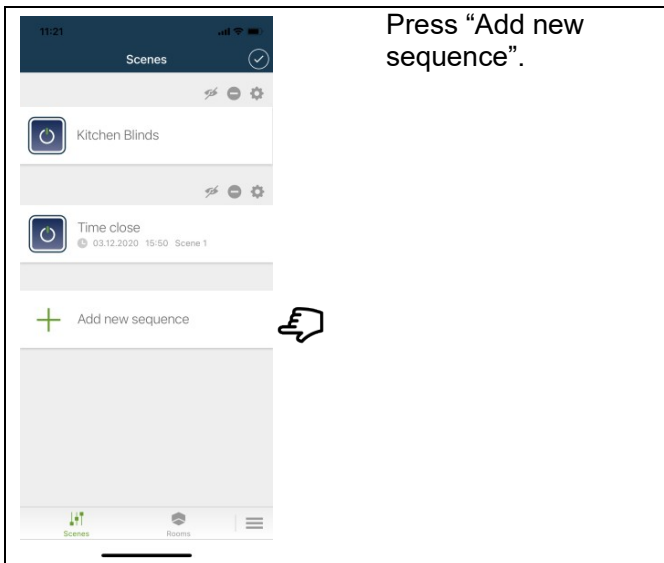 11:21
Scenes
Kitchen Blinds
Time close
03.12.2020 15:50 Scene 1
Add new sequence
Scenes
Rooms
Press “Add new
sequence”.